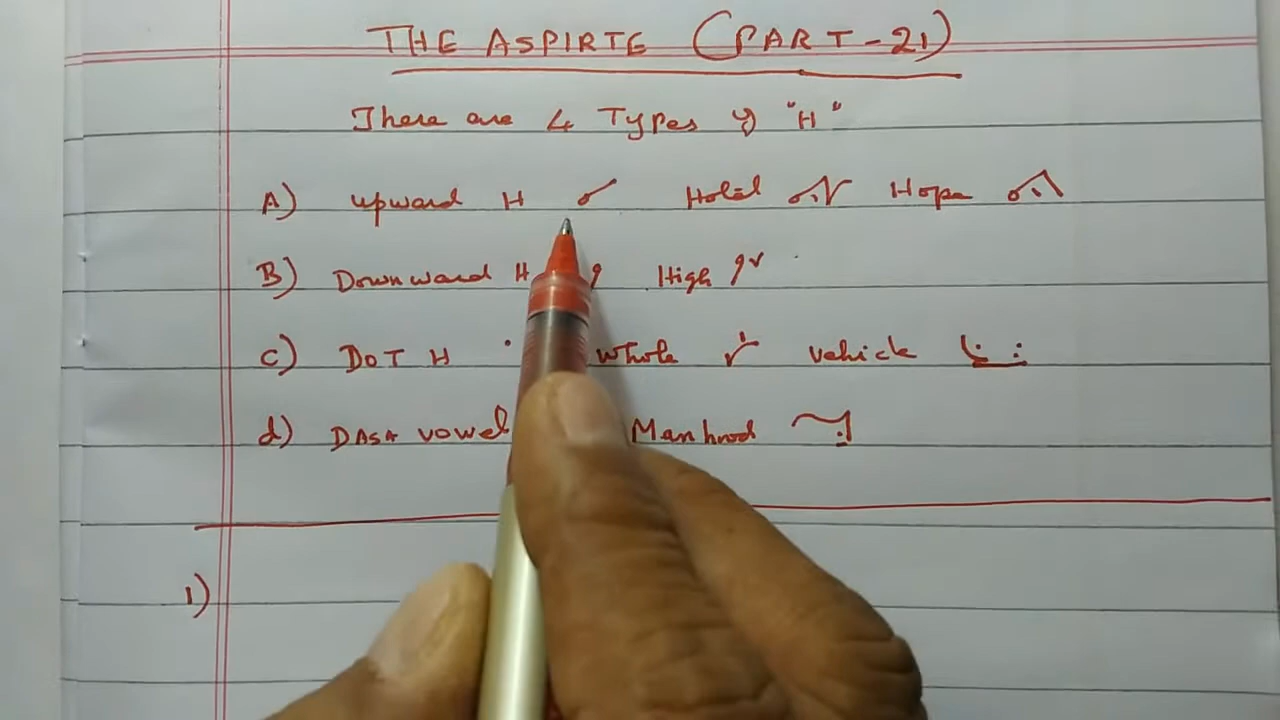 THE ASPIRTE (PART-21)
There are 4 Types of "H"
A) upward H Hotel Hope
B) Downward H High
C) DOT H Whole vehicle
d) DASH vowel Manhood
1)